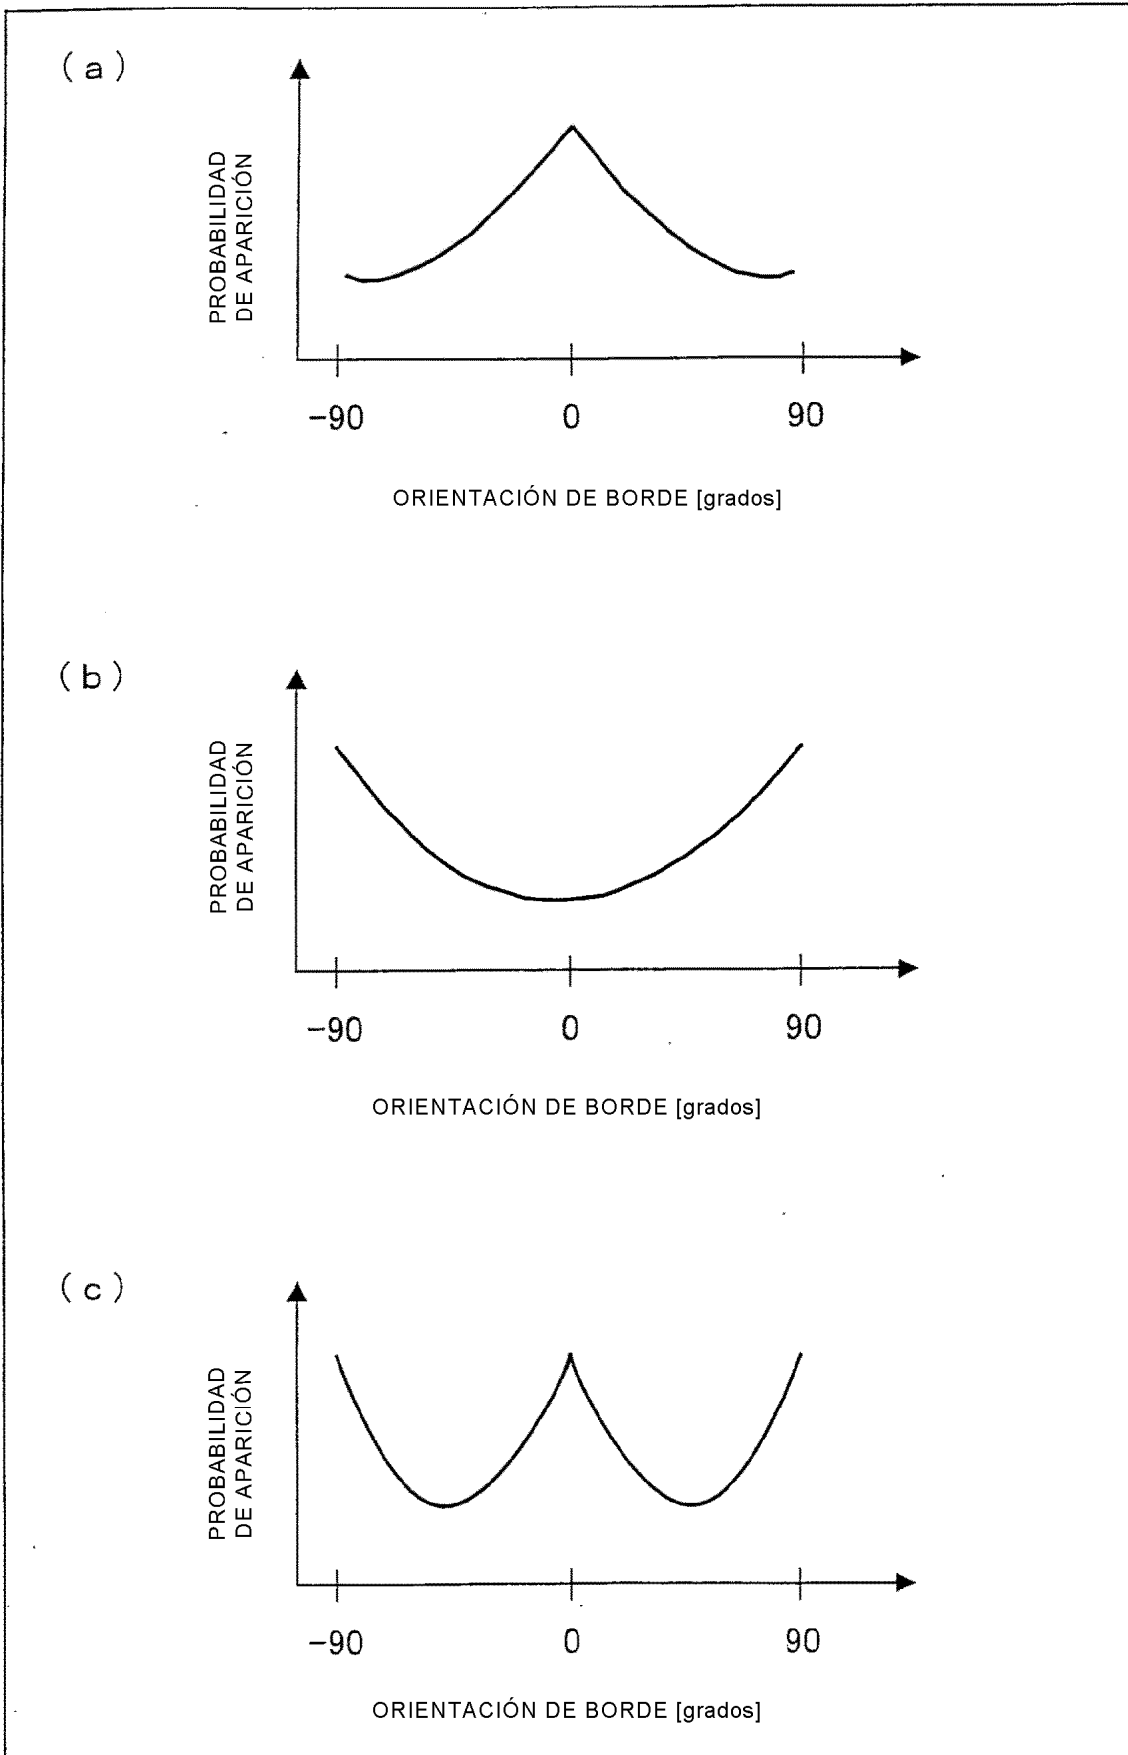 (a)
PROBABILIDAD
DE APARICIÓN
-90 0 90
ORIENTACIÓN DE BORDE [grados]
(b)
PROBABILIDAD
DE APARICIÓN
-90 0 90
ORIENTACIÓN DE BORDE [grados]
(c)
PROBABILIDAD
DE APARICIÓN
-90 0 90
ORIENTACIÓN DE BORDE [grados]